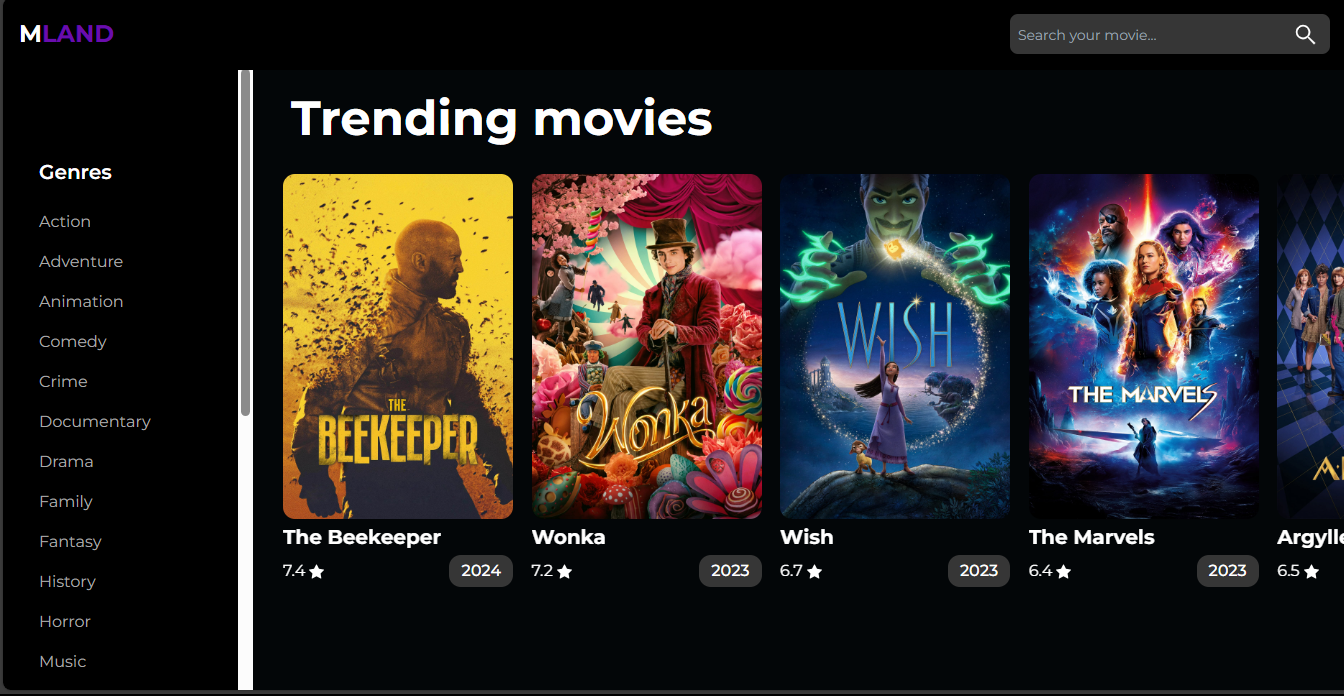 MLAND
Search your movie...
Genres
Action
Adventure
Animation
Comedy
Crime
Documentary
Drama
Family
Fantasy
History
Horror
Music
Trending movies
THE
BEEKEEPER
Wonka
WISH
THE MARVELS
The Beekeeper
7.4 2024
Wonka
7.2 2023
Wish
6.7 2023
The Marvels
6.4 2023
Argylle
6.5